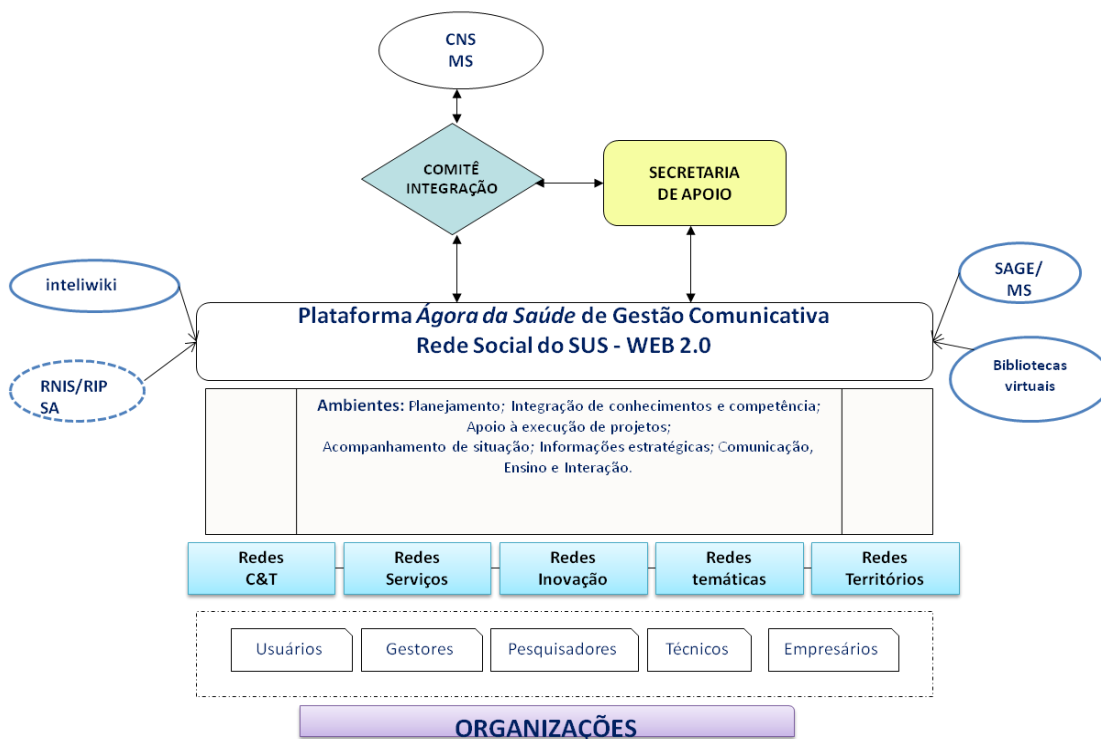 CNS
MS
COMITÊ
INTEGRAÇÃO
SECRETARIA
DE APOIO
inteliwiki
SAGE/
MS
Plataforma Ágora da Saúde de Gestão Comunicativa
Rede Social do SUS - WEB 2.0
RNIS/RIP
SA
Bibliotecas
virtuais
Ambientes: Planejamento; Integração de conhecimentos e competência;
Apoio à execução de projetos;
Acompanhamento de situação; Informações estratégicas; Comunicação,
Ensino e Interação.
Redes
C&T
Redes
Serviços
Redes
Inovação
Redes
temáticas
Redes
Territórios
Usuários
Gestores
Pesquisadores
Técnicos
Empresários
ORGANIZAÇÕES